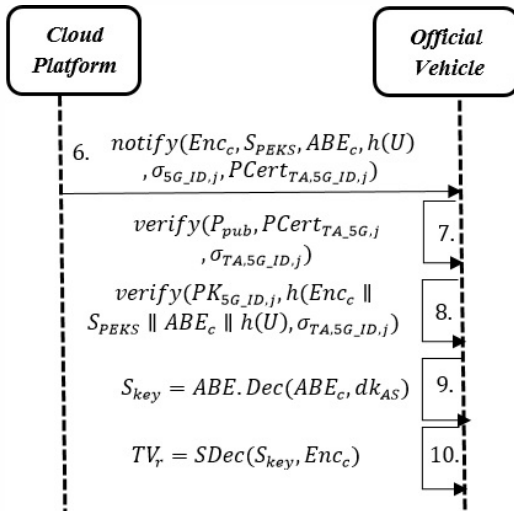 Cloud
Platform
Official
Vehicle
6. notify(Enc_c, S_PEKS, ABE_c, h(U)
, σ_5G_ID,j, PCert_TA,5G_ID,j)
verify(P_pub, PCert_TA_5G,j
, σ_TA,5G_ID,j)
7.
verify(PK_5G_ID,j, h(Enc_c ∥
S_PEKS ∥ ABE_c ∥ h(U), σ_TA,5G_ID,j)
8.
S_key = ABE.Dec(ABE_c, dk_AS)
9.
TV_r = SDec(S_key, Enc_c)
10.